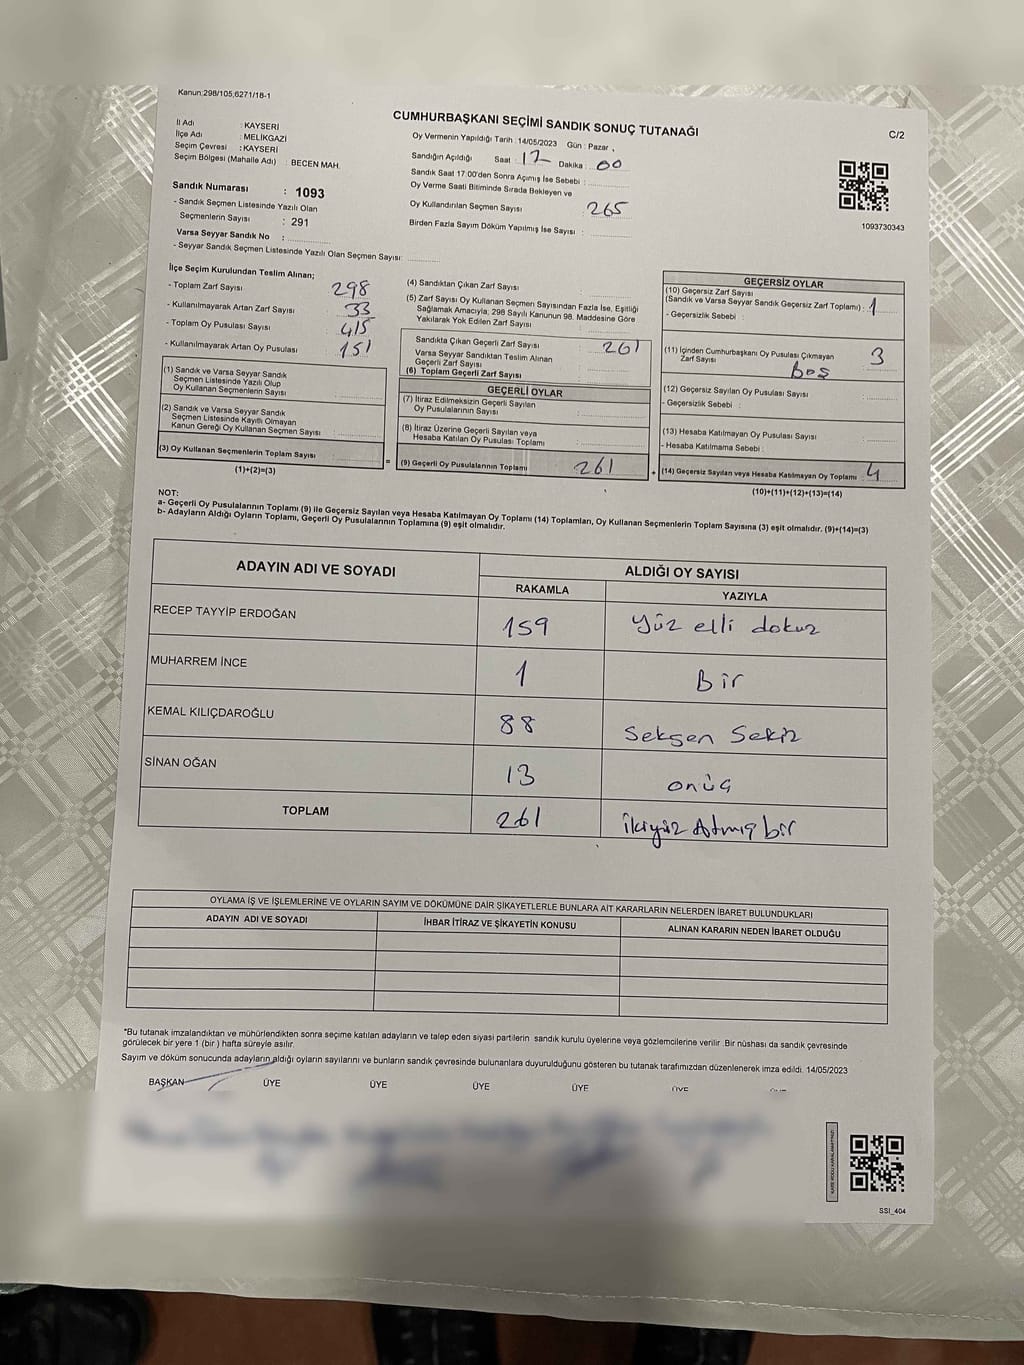 Kanun:298/105,6271/18-1
CUMHURBAŞKANI SEÇİMİ SANDIK SONUÇ TUTANAĞI
C/2
İl Adı : KAYSERİ
İlçe Adı : MELİKGAZİ
Seçim Çevresi : KAYSERİ
Seçim Bölgesi (Mahalle Adı) : BECEN MAH.
Oy Vermenin Yapıldığı Tarih : 14/05/2023 Gün : Pazar
Sandığın Açıldığı Saat : 17 Dakika : 00
Sandık Saat 17:00'den Sonra Açımış İse Sebebi :
Oy Verme Saati Bitiminde Sırada Bekleyen ve
Oy Kullandırılan Seçmen Sayısı 265
Birden Fazla Sayım Döküm Yapılmış İse Sayısı :
1093730343
Sandık Numarası : 1093
- Sandık Seçmen Listesinde Yazılı Olan
Seçmenlerin Sayısı : 291
Varsa Seyyar Sandık No :
- Seyyar Sandık Seçmen Listesinde Yazılı Olan Seçmen Sayısı:
İlçe Seçim Kurulundan Teslim Alınan;
- Toplam Zarf Sayısı 298
- Kullanılmayarak Artan Zarf Sayısı 33
- Toplam Oy Pusulası Sayısı 415
- Kullanılmayarak Artan Oy Pusulası 151
(1) Sandık ve Varsa Seyyar Sandık
Seçmen Listesinde Yazılı Olup
Oy Kullanan Seçmenlerin Sayısı
(2) Sandık ve Varsa Seyyar Sandık
Seçmen Listesinde Kayıtlı Olmayan
Kanun Gereği Oy Kullanan Seçmen Sayısı
(3) Oy Kullanan Seçmenlerin Toplam Sayısı
(1)+(2)=(3)
=
(4) Sandıktan Çıkan Zarf Sayısı
(5) Zarf Sayısı Oy Kullanan Seçmen Sayısından Fazla İse, Eşitliği
Sağlamak Amacıyla; 298 Sayılı Kanunun 98. Maddesine Göre
Yakılarak Yok Edilen Zarf Sayısı
Sandıkta Çıkan Geçerli Zarf Sayısı 261
Varsa Seyyar Sandıktan Teslim Alınan
Geçerli Zarf Sayısı
(6) Toplam Geçerli Zarf Sayısı
GEÇERLİ OYLAR
(7) İtiraz Edilmeksizin Geçerli Sayılan
Oy Pusulalarının Sayısı
(8) İtiraz Üzerine Geçerli Sayılan veya
Hesaba Katılan Oy Pusulası Toplamı
(9) Geçerli Oy Pusulalarının Toplamı 261
+
GEÇERSİZ OYLAR
(10) Geçersiz Zarf Sayısı
(Sandık ve Varsa Seyyar Sandık Geçersiz Zarf Toplamı) : 1
- Geçersizlik Sebebi :
(11) İçinden Cumhurbaşkanı Oy Pusulası Çıkmayan 3
Zarf Sayısı Boş
(12) Geçersiz Sayılan Oy Pusulası Sayısı
- Geçersizlik Sebebi :
(13) Hesaba Katılmayan Oy Pusulası Sayısı
- Hesaba Katılmama Sebebi :
(14) Geçersiz Sayılan veya Hesaba Katılmayan Oy Toplamı : 4
(10)+(11)+(12)+(13)=(14)
NOT:
a- Geçerli Oy Pusulalarının Toplamı (9) ile Geçersiz Sayılan veya Hesaba Katılmayan Oy Toplamı (14) Toplamları, Oy Kullanan Seçmenlerin Toplam Sayısına (3) eşit olmalıdır. (9)+(14)=(3)
b- Adayların Aldığı Oyların Toplamı, Geçerli Oy Pusulalarının Toplamına (9) eşit olmalıdır.
ADAYIN ADI VE SOYADI
ALDIĞI OY SAYISI
RAKAMLA YAZIYLA
RECEP TAYYİP ERDOĞAN 159 Yüz elli dokuz
MUHARREM İNCE 1 Bir
KEMAL KILIÇDAROĞLU 88 Seksen Sekiz
SİNAN OĞAN 13 onüç
TOPLAM 261 ikiyüz Atmış bir
OYLAMA İŞ VE İŞLEMLERİNE VE OYLARIN SAYIM VE DÖKÜMÜNE DAİR ŞİKAYETLERLE BUNLARA AİT KARARLARIN NELERDEN İBARET BULUNDUKLARI
ADAYIN ADI VE SOYADI İHBAR İTİRAZ VE ŞİKAYETİN KONUSU ALINAN KARARIN NEDEN İBARET OLDUĞU
*Bu tutanak imzalandıktan ve mühürlendikten sonra seçime katılan adayların ve talep eden siyasi partilerin sandık kurulu üyelerine veya gözlemcilerine verilir. Bir nüshası da sandık çevresinde
görülecek bir yere 1 (bir ) hafta süreyle asılır.
Sayım ve döküm sonucunda adayların aldığı oyların sayılarını ve bunların sandık çevresinde bulunanlara duyurulduğunu gösteren bu tutanak tarafımızdan düzenlenerek imza edildi. 14/05/2023
BAŞKAN ÜYE ÜYE ÜYE ÜYE ÜYE
SSI_404